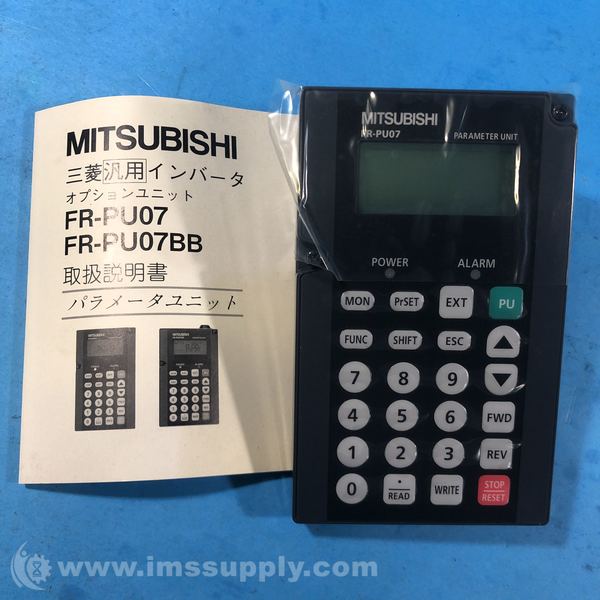 MITSUBISHI
三菱汎用インバータ
オプションユニット
FR-PU07
FR-PU07BB
取扱説明書
パラメータユニット
MITSUBISHI
FR-PU07 PARAMETER UNIT
POWER ALARM
MON PrSET EXT PU
FUNC SHIFT ESC
7 8 9
4 5 6 FWD
1 2 3 REV
0 · READ WRITE STOP RESET
www.imssupply.com